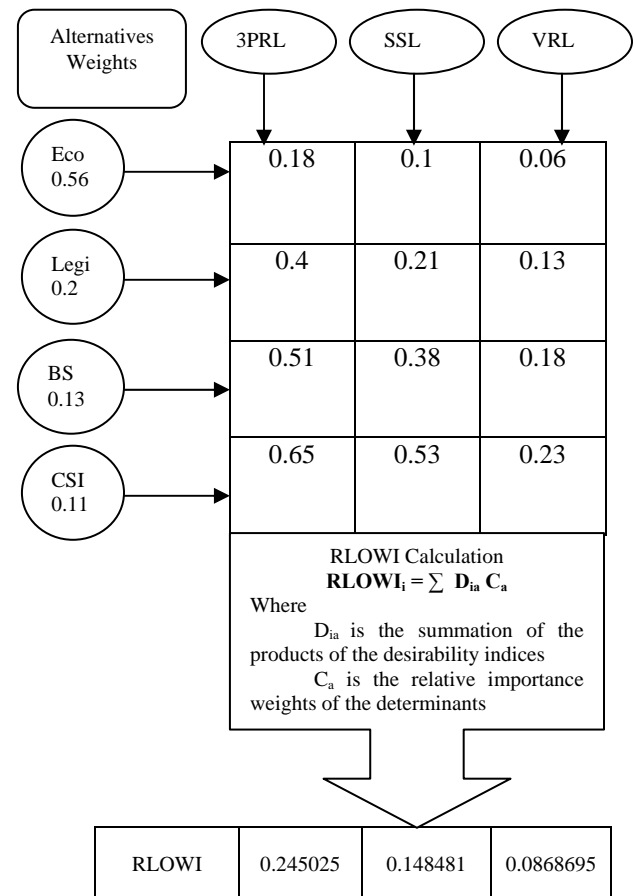 Alternatives
Weights
3PRL
SSL
VRL
Eco
0.56
0.18 0.1 0.06
Legi
0.2
0.4 0.21 0.13
BS
0.13
0.51 0.38 0.18
CSI
0.11
0.65 0.53 0.23
RLOWI Calculation
RLOWIi = ∑ Dia Ca
Where
Dia is the summation of the
products of the desirability indices
Ca is the relative importance
weights of the determinants
RLOWI 0.245025 0.148481 0.0868695